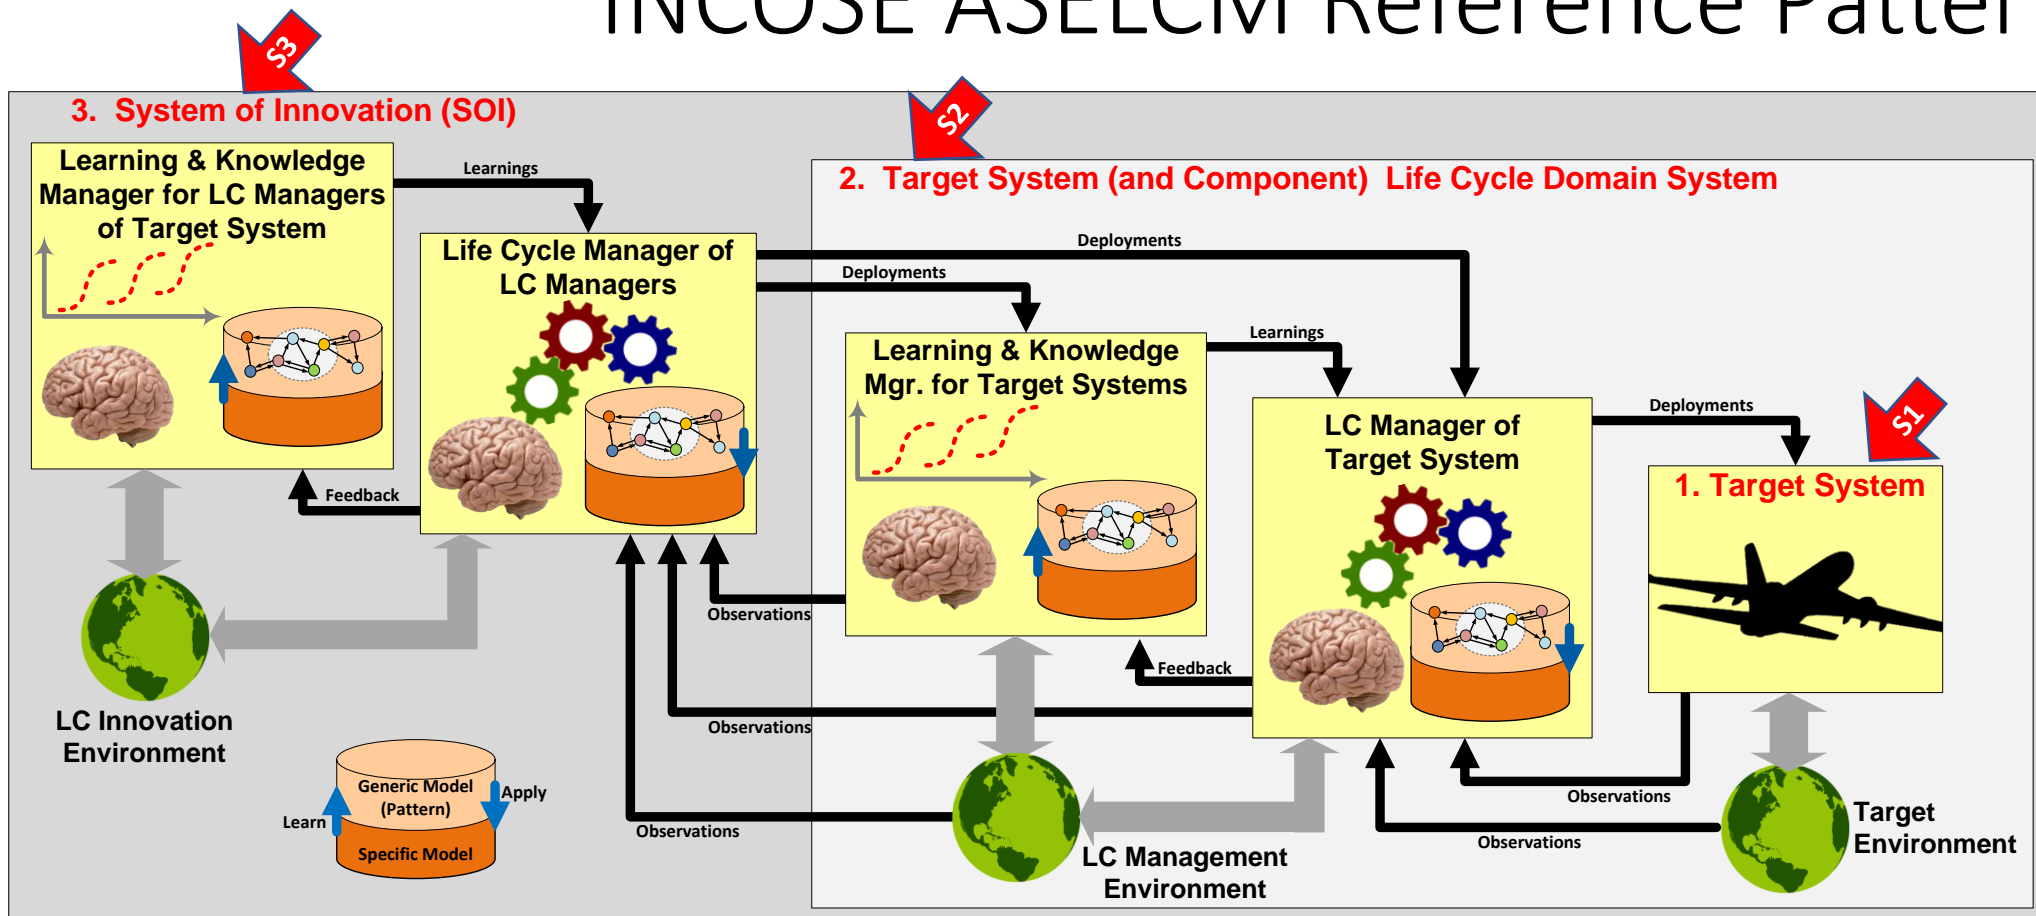 INCOSE ASELCM Reference Patter
S3
S2
3. System of Innovation (SOI)
Learning & Knowledge
Manager for LC Managers
of Target System
Learnings
2. Target System (and Component) Life Cycle Domain System
Life Cycle Manager of
LC Managers
Deployments
Deployments
Learnings
Learning & Knowledge
Mgr. for Target Systems
Deployments
S1
LC Manager of
Target System
1. Target System
Feedback
Observations
Feedback
Observations
LC Innovation
Environment
Generic Model
(Pattern)
Apply
Learn
Specific Model
Observations
Observations
Observations
LC Management
Environment
Target
Environment